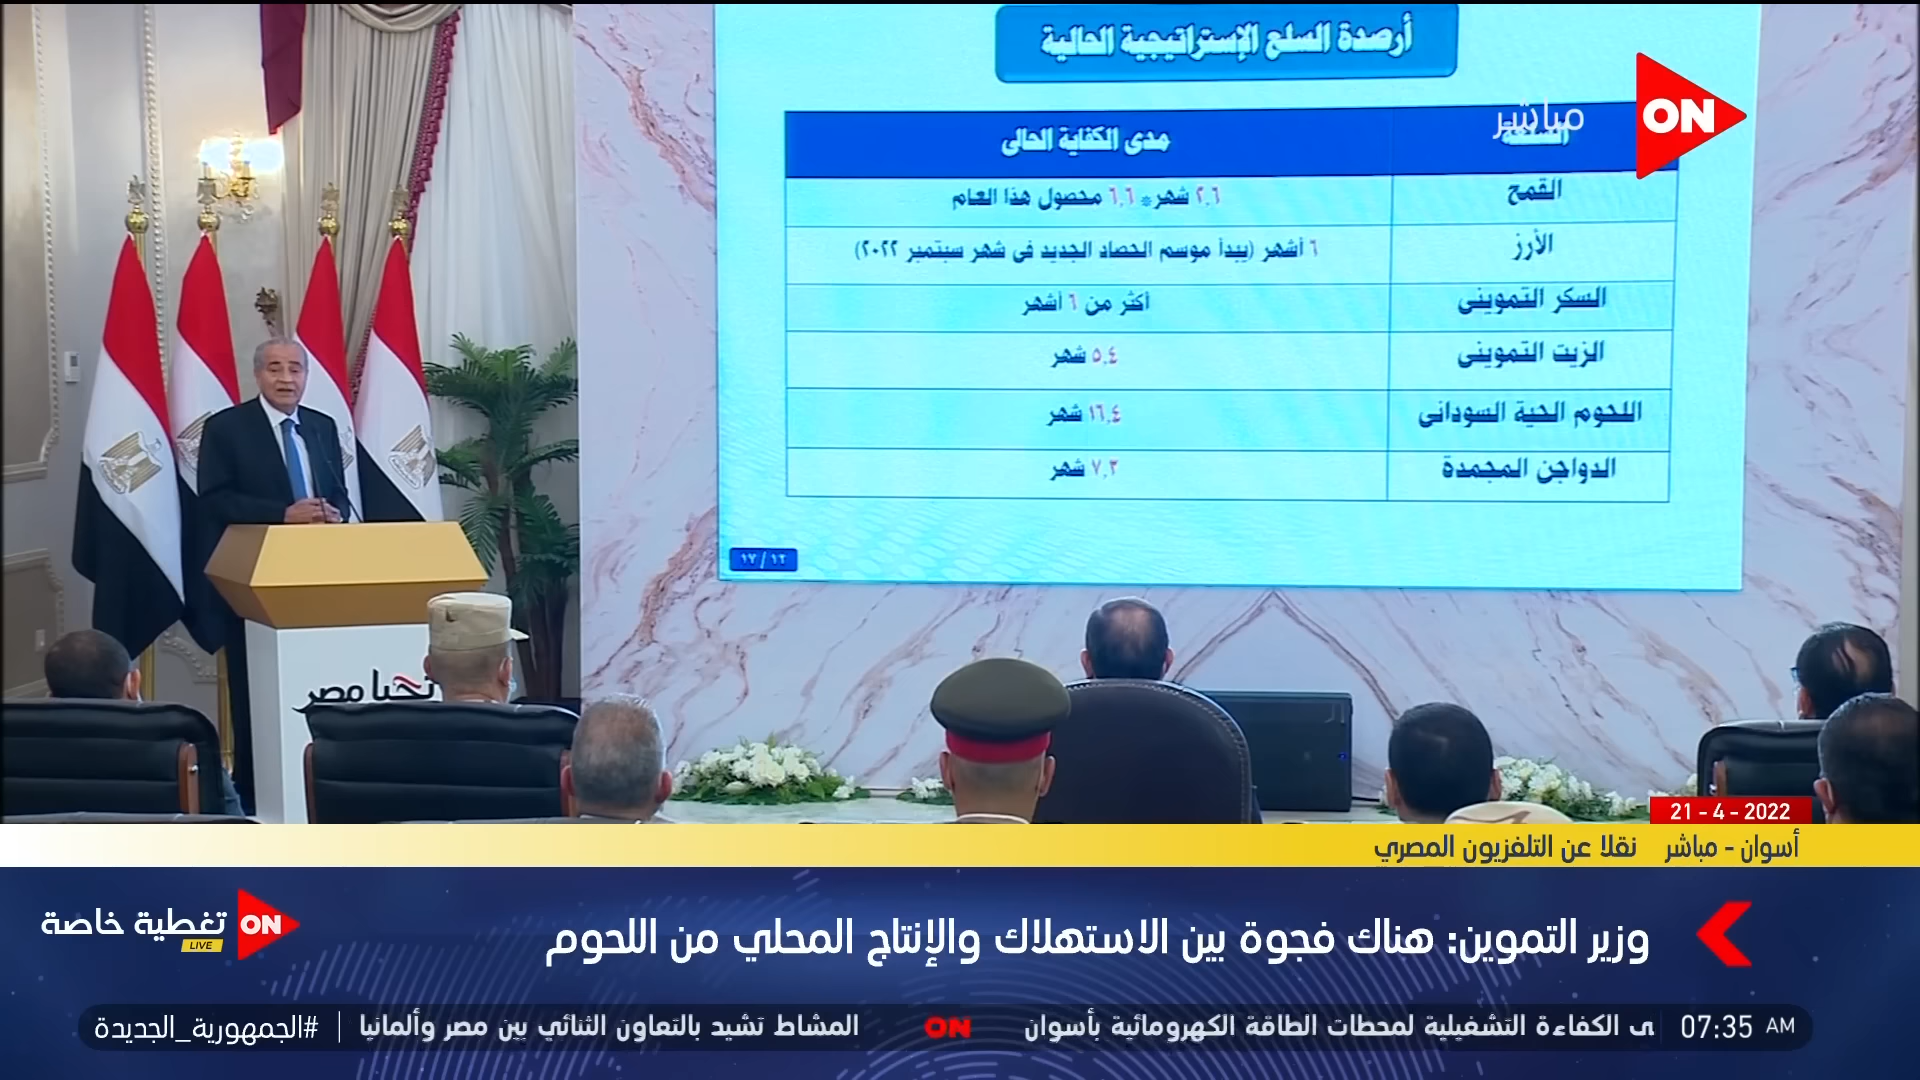 أرصدة السلع الإستراتيجية الحالية
مباشر
ON
السلعة مدى الكفاية الحالى
القمح ٢,٦ شهر* ٦,٦ محصول هذا العام
الأرز ٦ أشهر (يبدأ موسم الحصاد الجديد فى شهر سبتمبر ٢٠٢٢)
السكر التموينى أكثر من ٦ أشهر
الزيت التموينى ٥,٤ شهر
اللحوم الحية السودانى ١٦,٤ شهر
الدواجن المجمدة ٧,٣ شهر
١٧ / ١٢
تحيا مصر
21 - 4 - 2022
أسوان - مباشر نقلا عن التلفزيون المصري
وزير التموين: هناك فجوة بين الاستهلاك والإنتاج المحلي من اللحوم
ON تغطية خاصة
LIVE
07:35 AM
ى الكفاءة التشغيلية لمحطات الطاقة الكهرومائية بأسوان ON المشاط تشيد بالتعاون الثنائي بين مصر وألمانيا
#الجمهورية_الجديدة